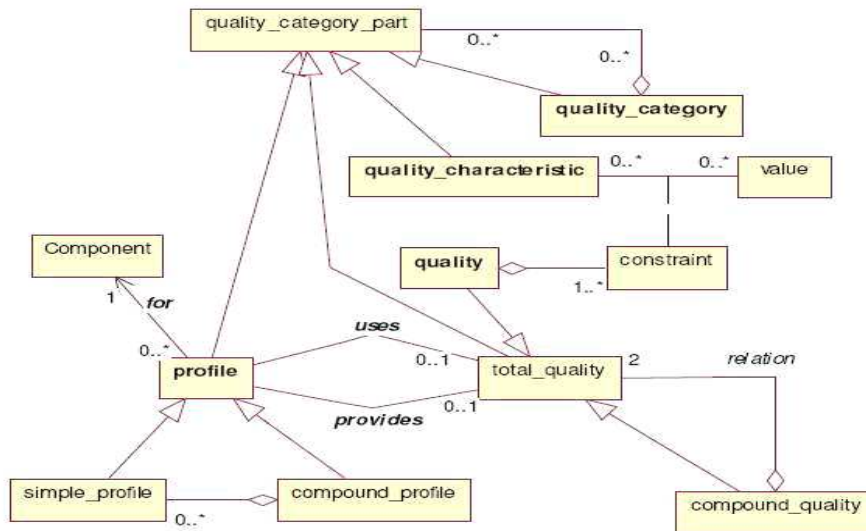 quality_category_part
0..*
0..*
quality_category
quality_characteristic
0..*
0..*
value
Component
quality
constraint
1
for
1..*
uses
0..*
0..1
2
relation
profile
total_quality
0..1
provides
simple_profile
compound_profile
0..*
compound_quality